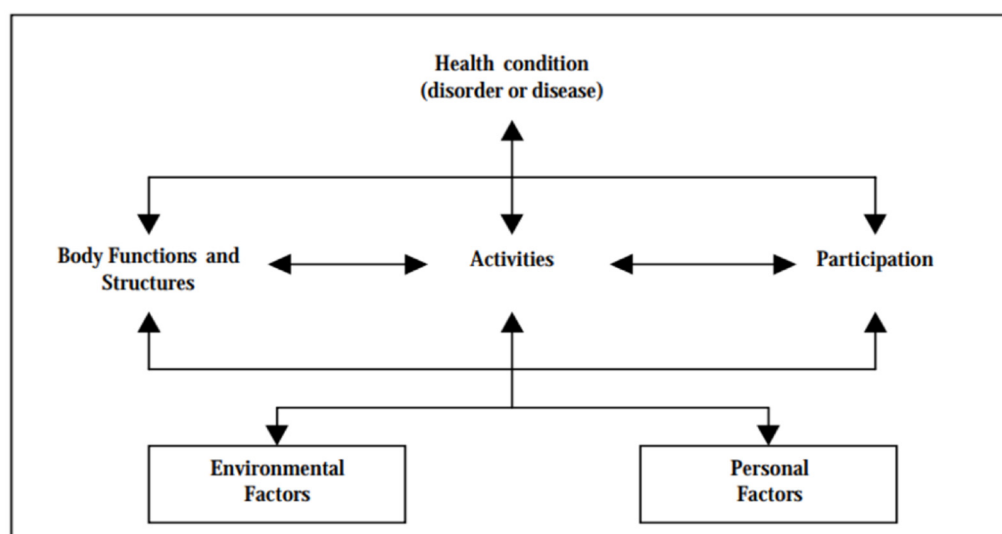 Health condition
(disorder or disease)
Body Functions and
Structures
Activities
Participation
Environmental
Factors
Personal
Factors